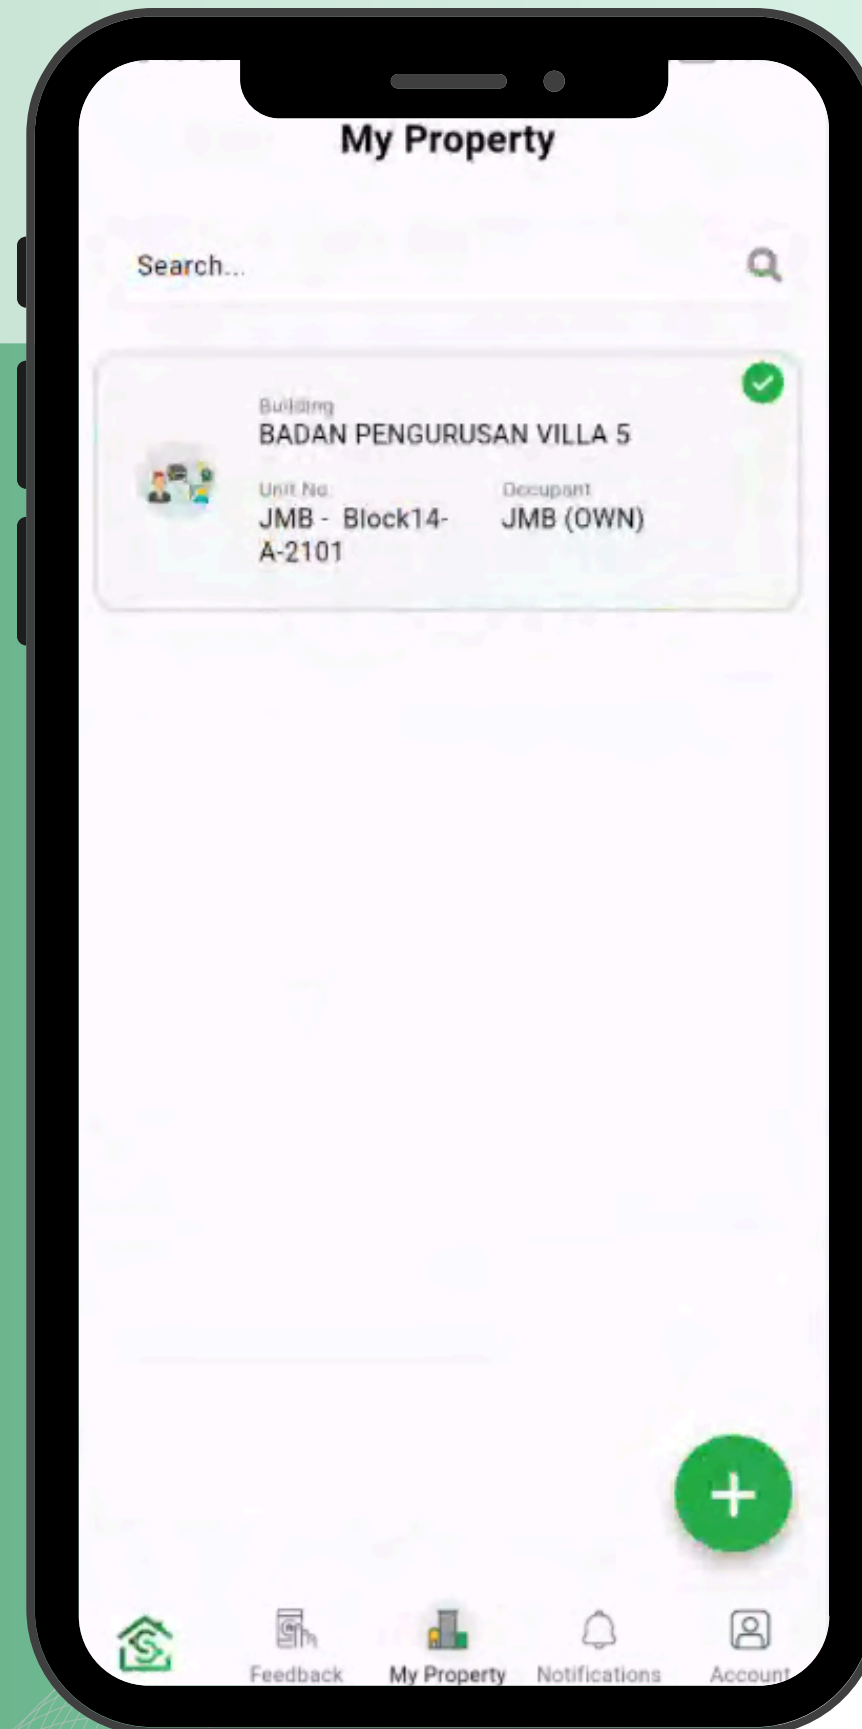 My Property
Search...
Building
BADAN PENGURUSAN VILLA 5
Unit No.
Occupant
JMB - Block14-
A-2101
JMB (OWN)
Feedback
My Property
Notifications
Account